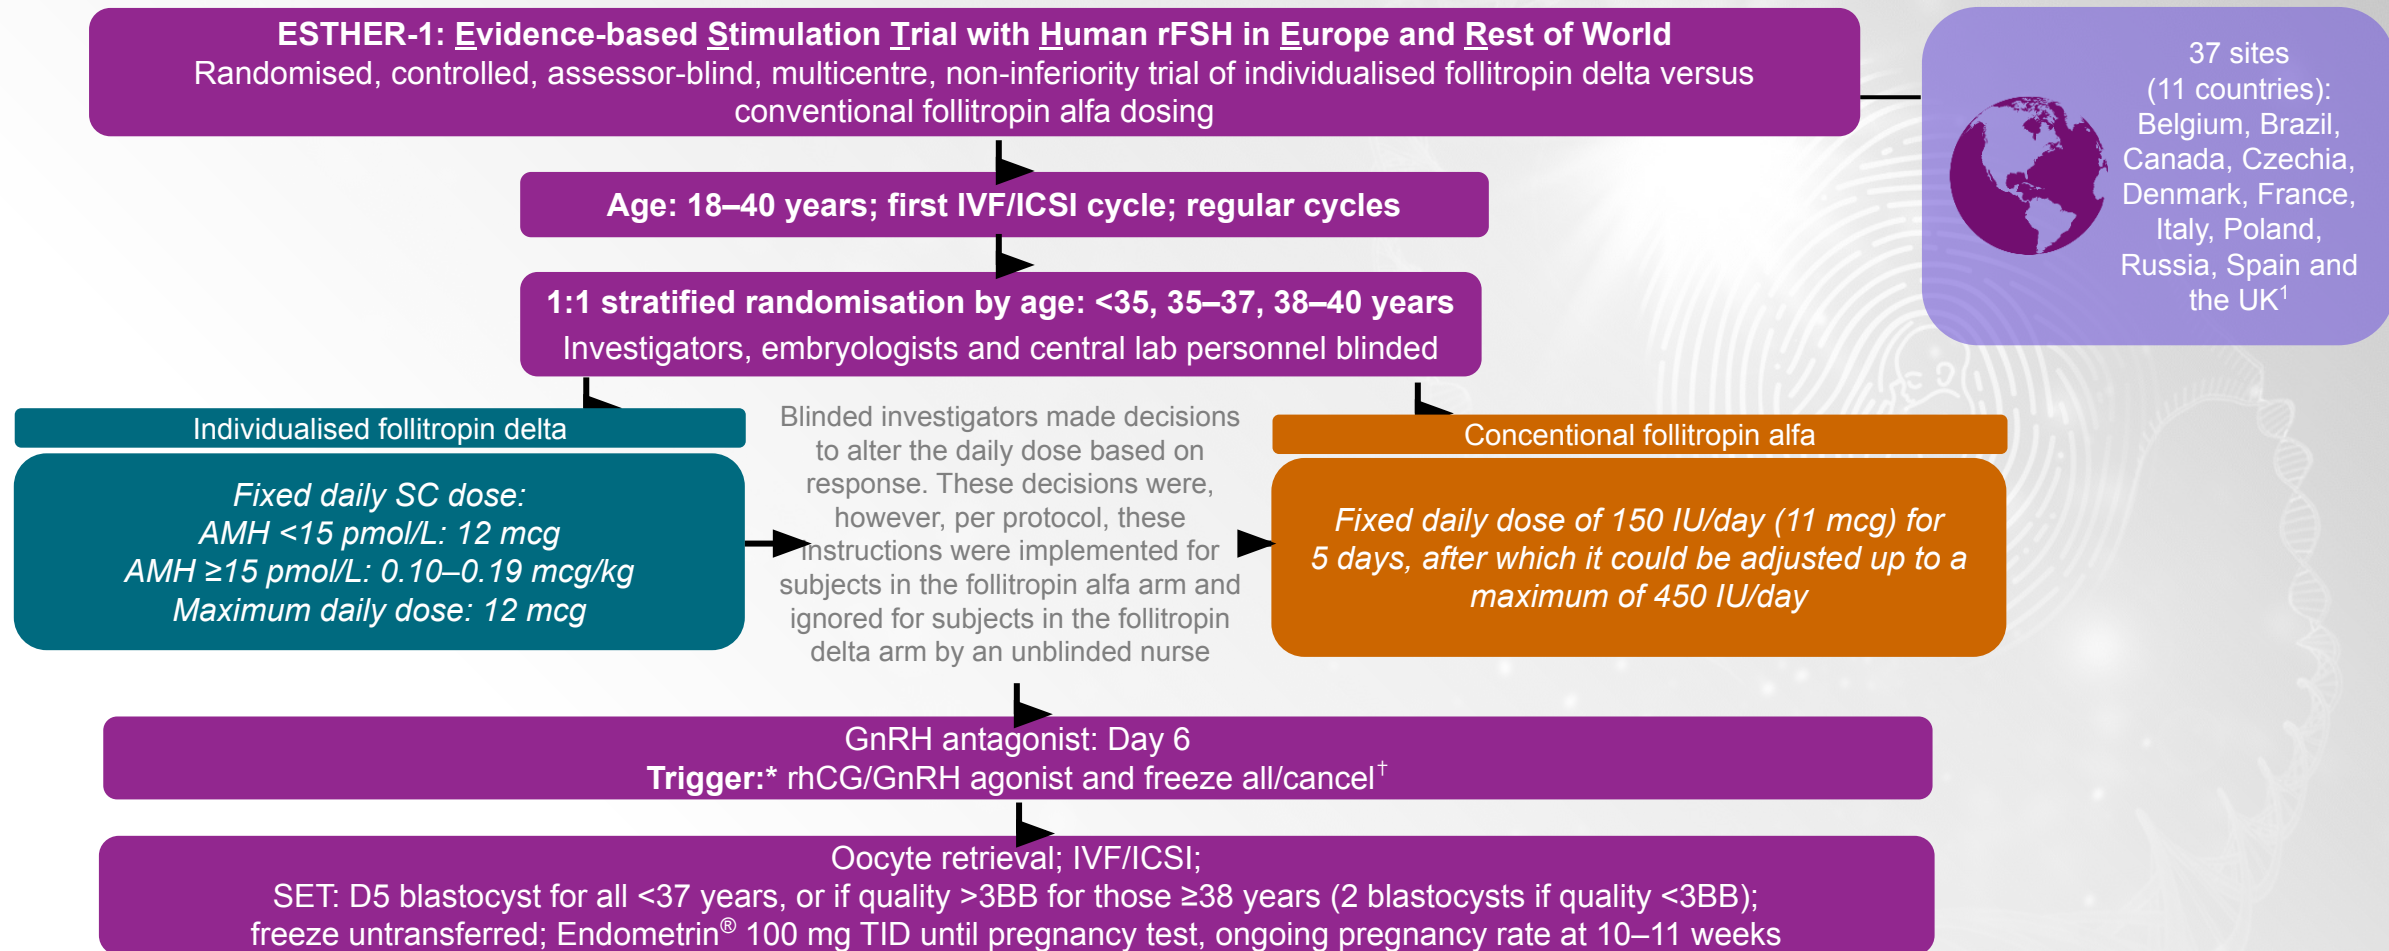 ESTHER-1: Evidence-based Stimulation Trial with Human rFSH in Europe and Rest of World
Randomised, controlled, assessor-blind, multicentre, non-inferiority trial of individualised follitropin delta versus
conventional follitropin alfa dosing
37 sites
(11 countries):
Belgium, Brazil,
Canada, Czechia,
Denmark, France,
Italy, Poland,
Russia, Spain and
the UK¹
Age: 18–40 years; first IVF/ICSI cycle; regular cycles
1:1 stratified randomisation by age: <35, 35–37, 38–40 years
Investigators, embryologists and central lab personnel blinded
Individualised follitropin delta
Fixed daily SC dose:
AMH <15 pmol/L: 12 mcg
AMH ≥15 pmol/L: 0.10–0.19 mcg/kg
Maximum daily dose: 12 mcg
Blinded investigators made decisions
to alter the daily dose based on
response. These decisions were,
however, per protocol, these
instructions were implemented for
subjects in the follitropin alfa arm and
ignored for subjects in the follitropin
delta arm by an unblinded nurse
Concentional follitropin alfa
Fixed daily dose of 150 IU/day (11 mcg) for
5 days, after which it could be adjusted up to a
maximum of 450 IU/day
GnRH antagonist: Day 6
Trigger:* rhCG/GnRH agonist and freeze all/cancel†
Oocyte retrieval; IVF/ICSI;
SET: D5 blastocyst for all <37 years, or if quality >3BB for those ≥38 years (2 blastocysts if quality <3BB);
freeze untransferred; Endometrin® 100 mg TID until pregnancy test, ongoing pregnancy rate at 10–11 weeks